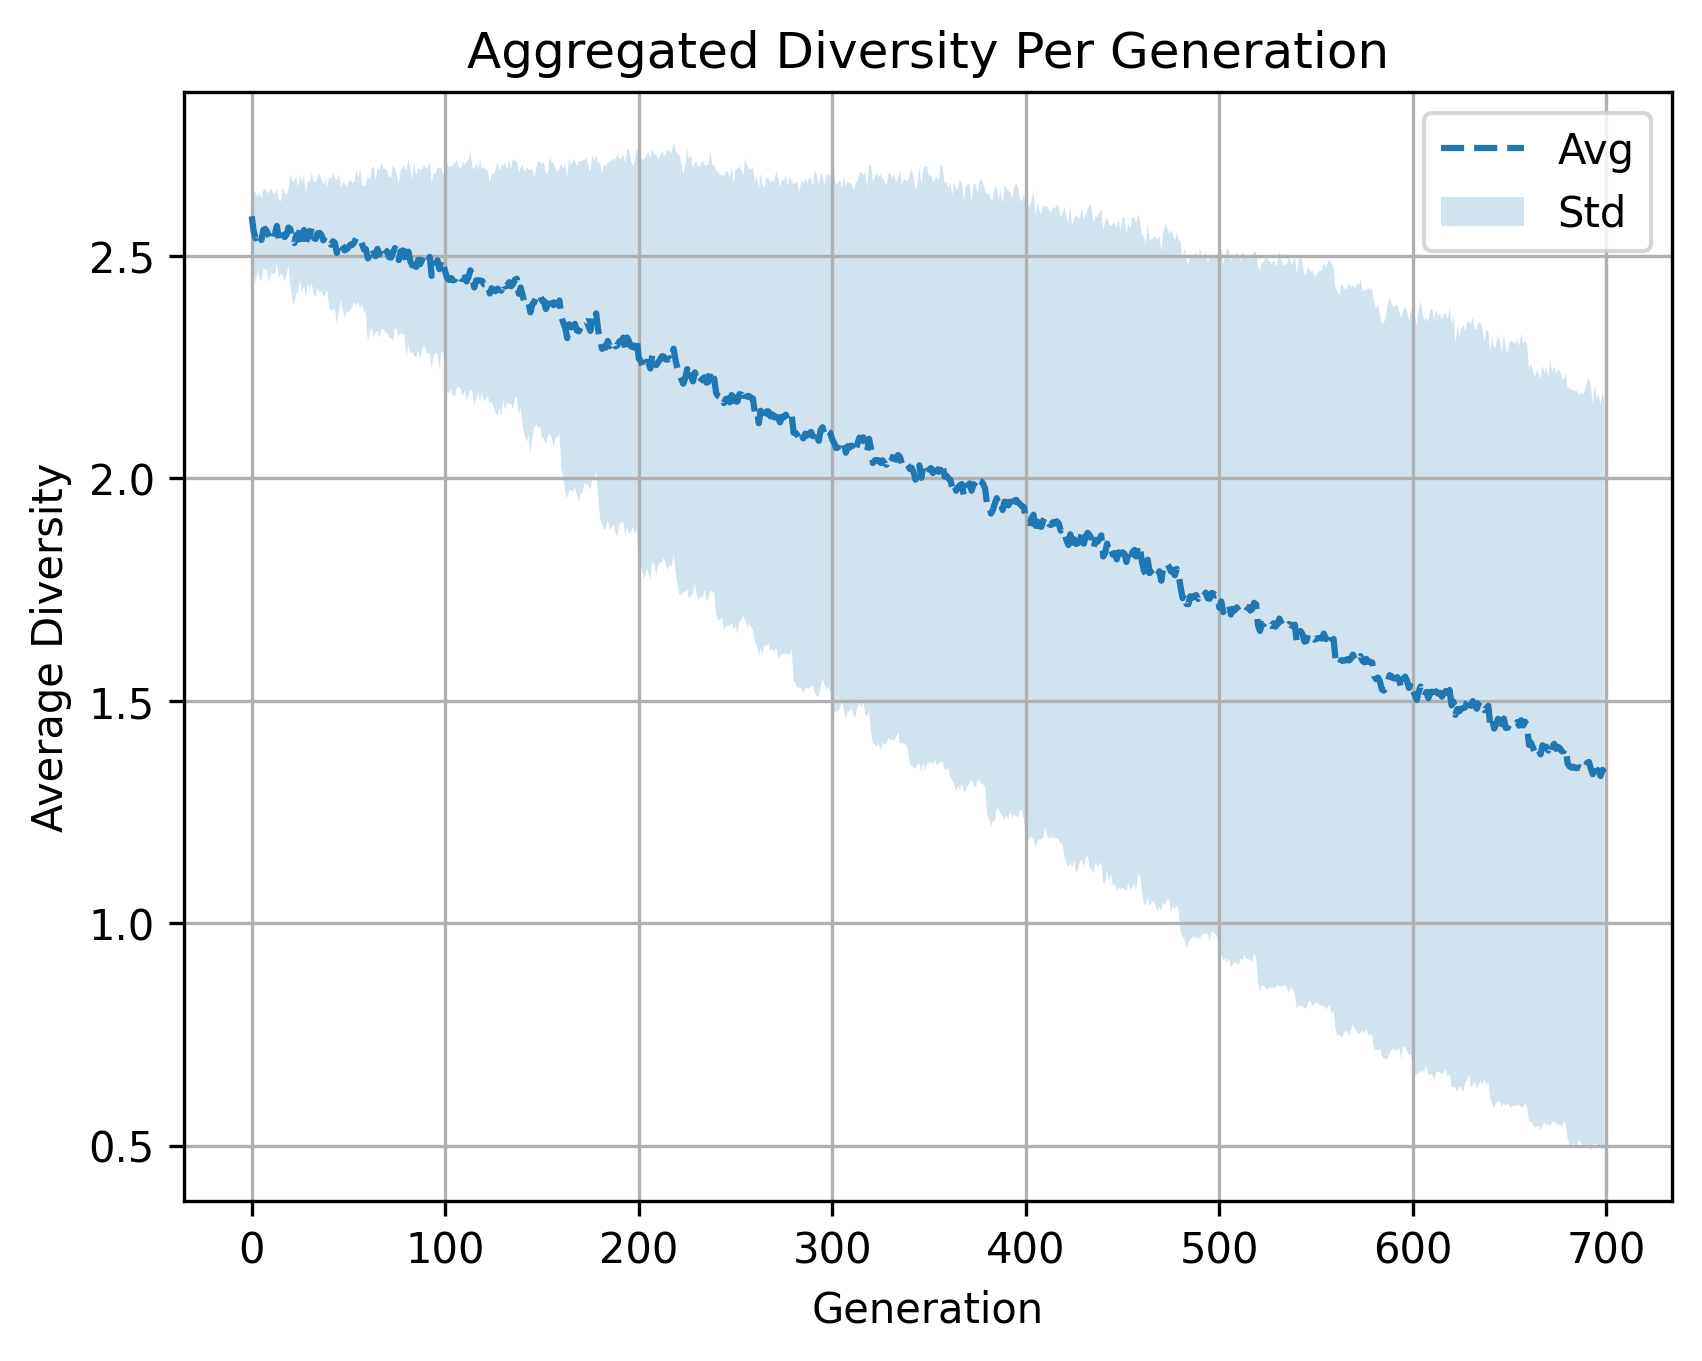 Aggregated Diversity Per Generation
Avg
Std
Average Diversity
2.5
2.0
1.5
1.0
0.5
0 100 200 300 400 500 600 700
Generation